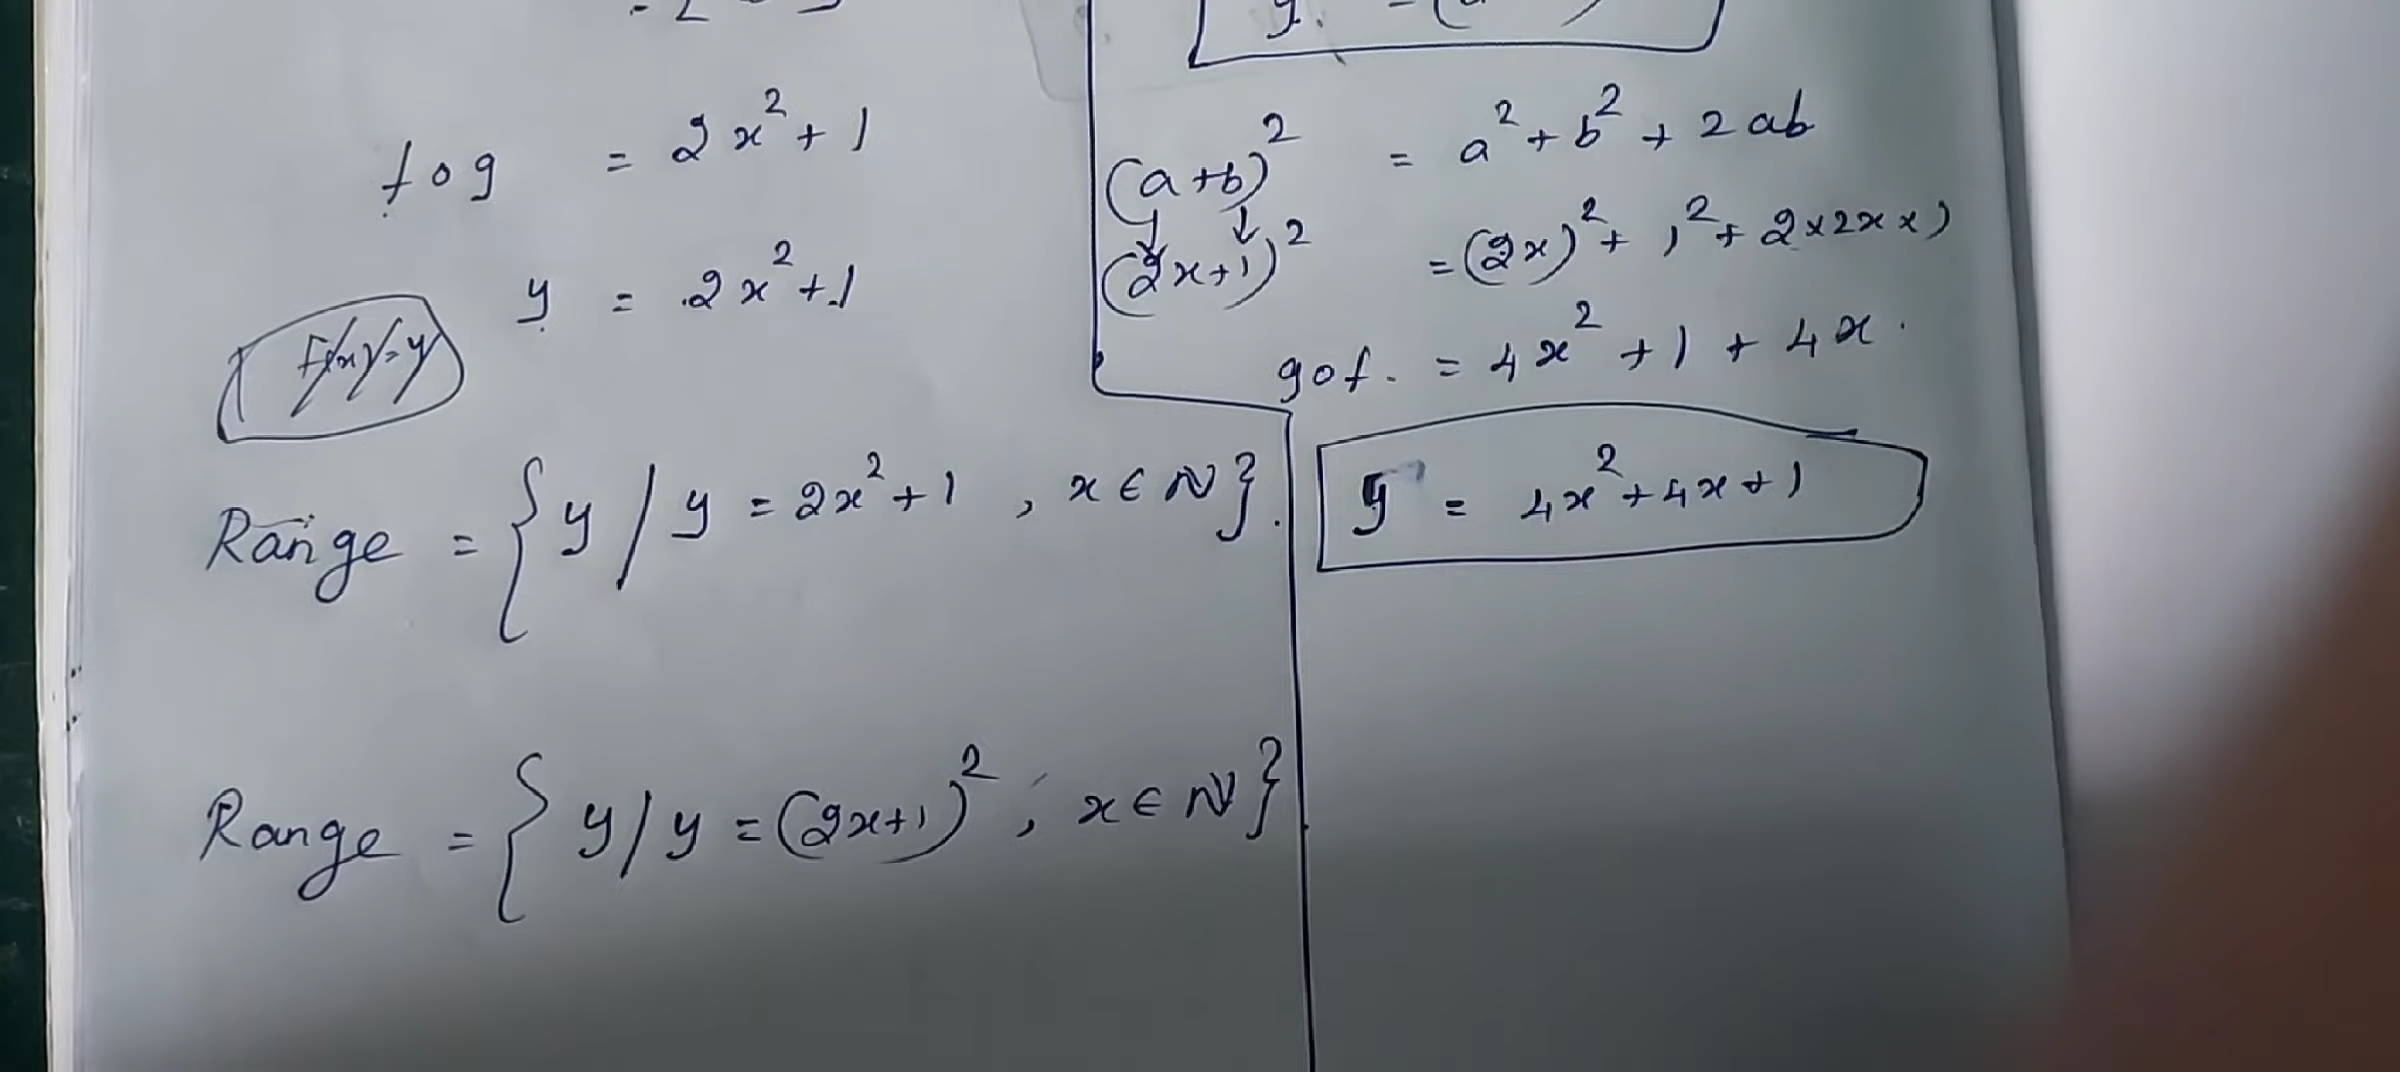 fog = 2x² + 1
y = 2x² + 1
F(x) = y
Range = { y / y = 2x² + 1 , x ∈ N }.
Range = { y / y = (2x+1)² , x ∈ N }
(a+b)² = a² + b² + 2ab
(2x+1)² = (2x)² + 1² + 2×2x×1
gof. = 4x² + 1 + 4x.
y = 4x² + 4x + 1